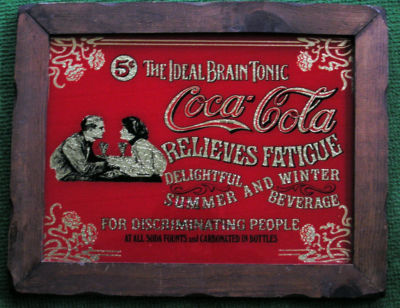 5¢ THE IDEAL BRAIN TONIC
Coca-Cola
RELIEVES FATIGUE
DELIGHTFUL
SUMMER AND WINTER
BEVERAGE
FOR DISCRIMINATING PEOPLE
AT ALL SODA FOUNTS and CARBONATED IN BOTTLES